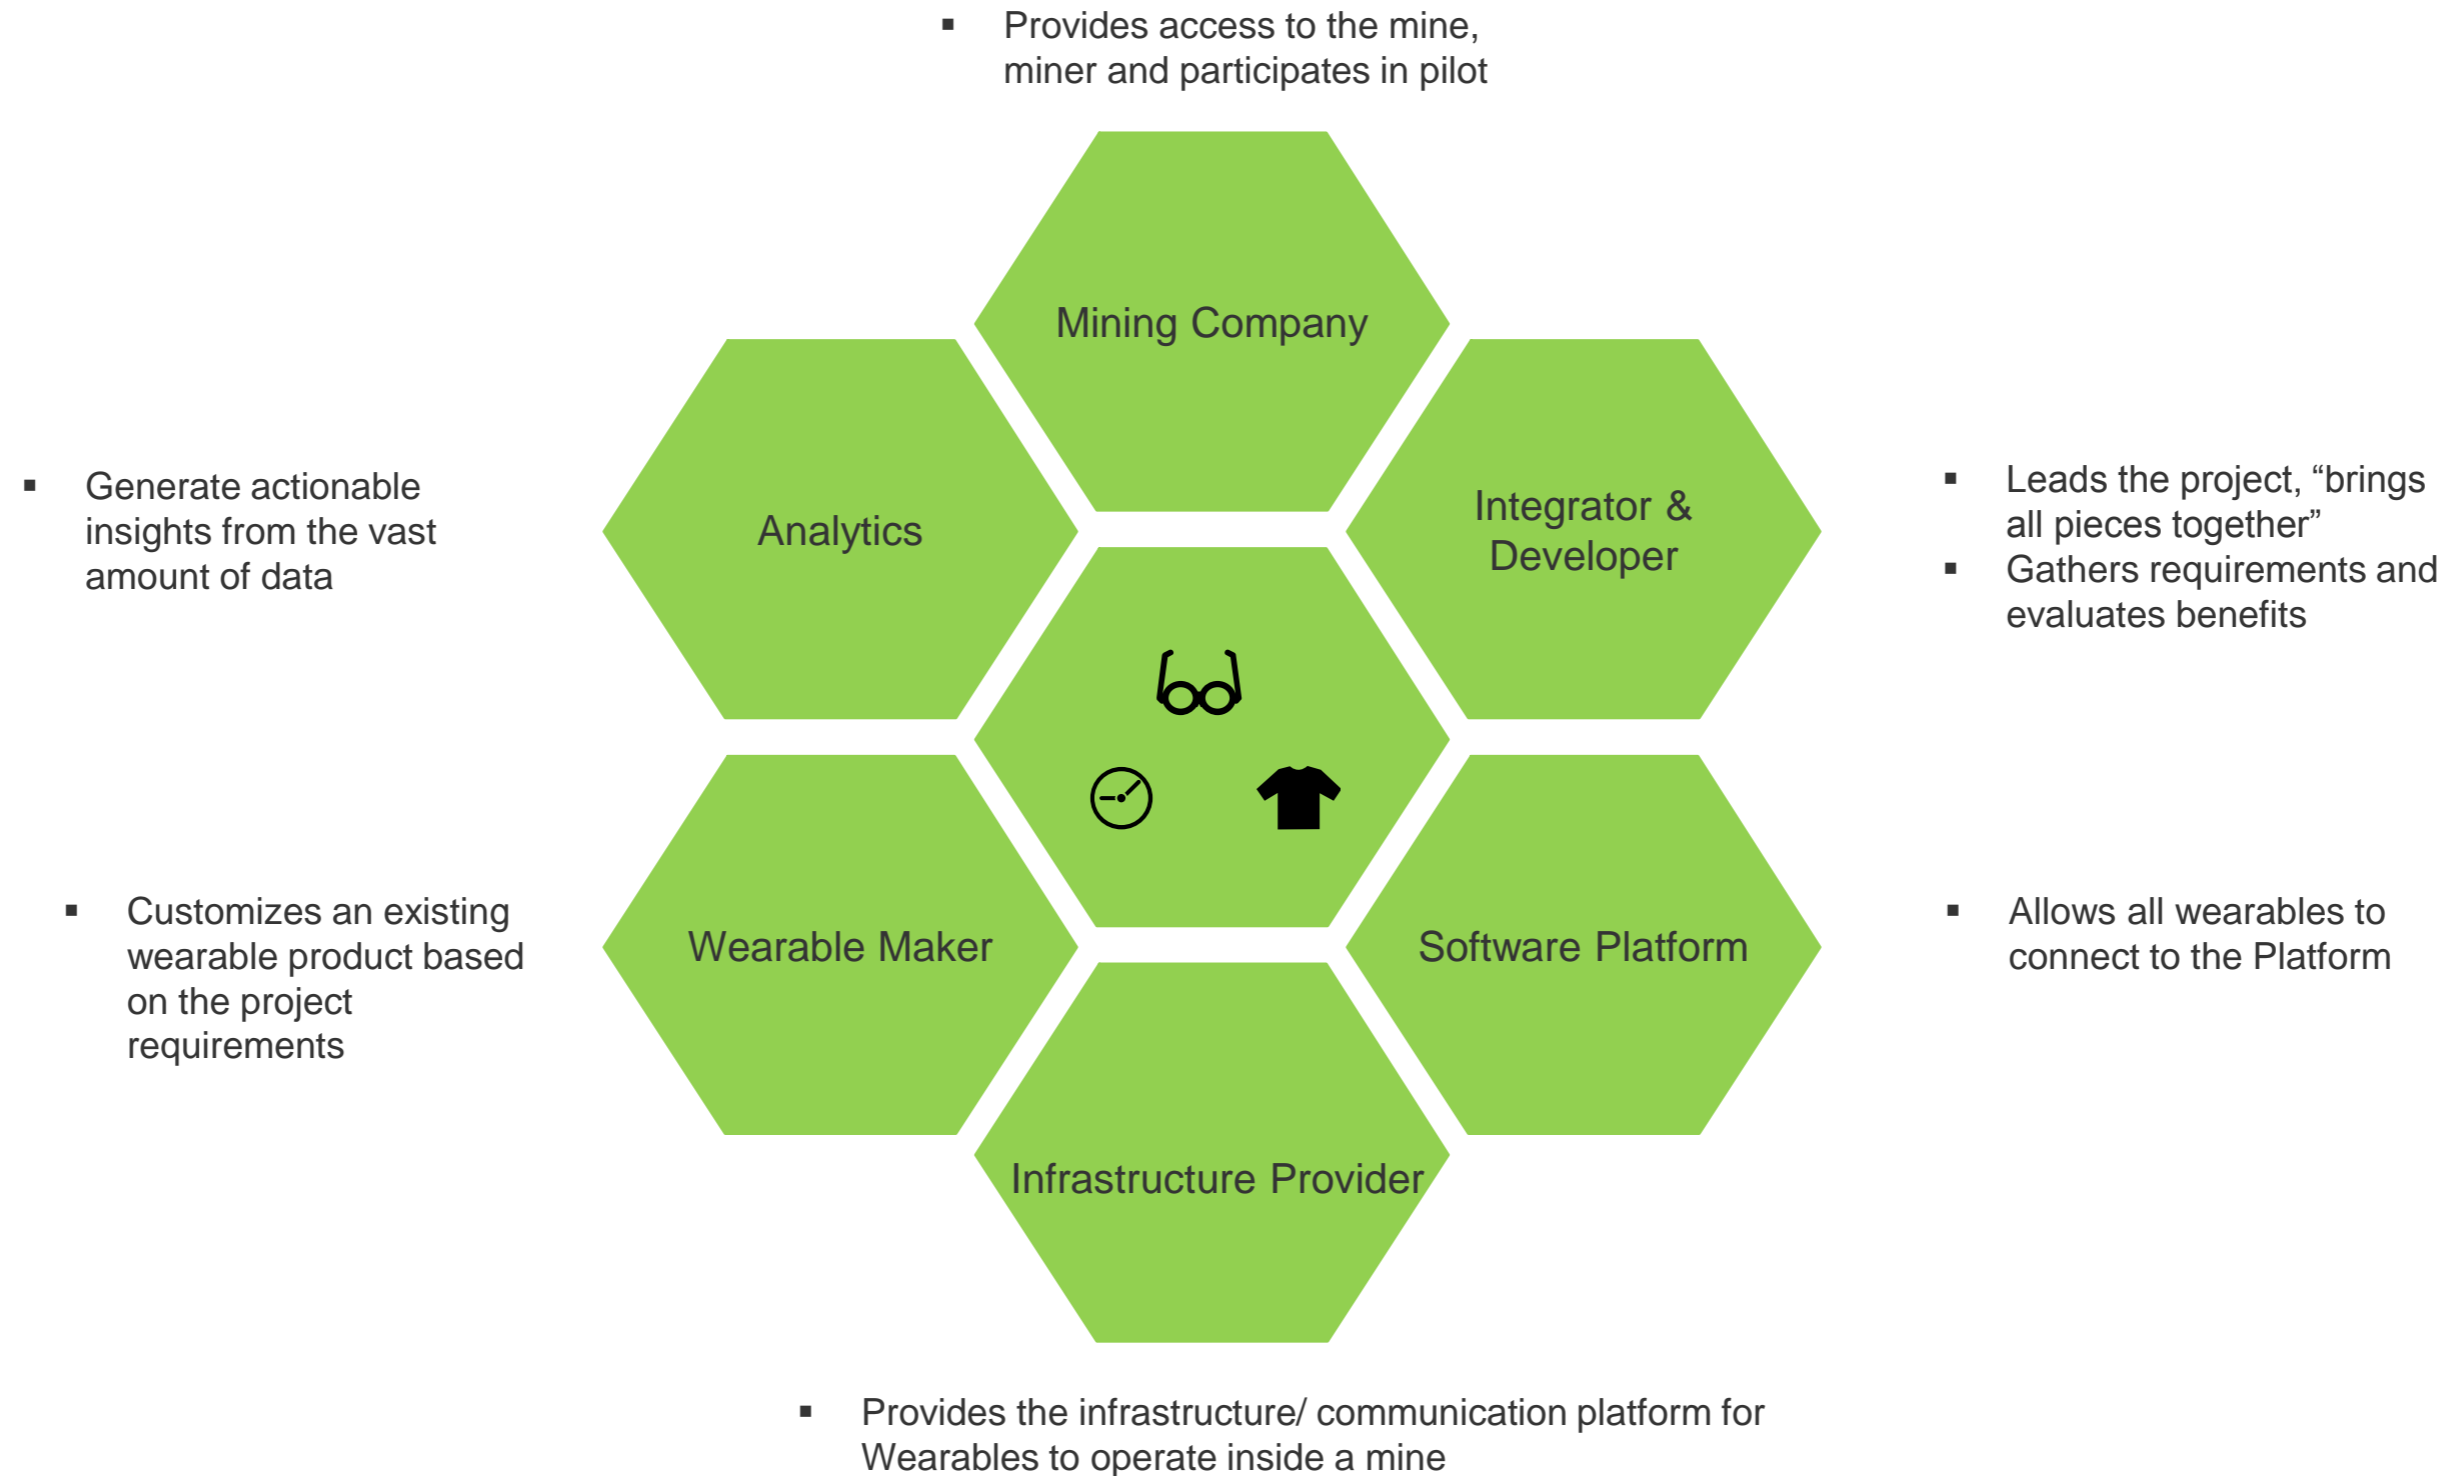 ▪ Provides access to the mine,
miner and participates in pilot
Mining Company
▪ Generate actionable
insights from the vast
amount of data
Analytics
Integrator &
Developer
▪ Leads the project, “brings
all pieces together”
▪ Gathers requirements and
evaluates benefits
▪ Customizes an existing
wearable product based
on the project
requirements
Wearable Maker
Software Platform
▪ Allows all wearables to
connect to the Platform
Infrastructure Provider
▪ Provides the infrastructure/ communication platform for
Wearables to operate inside a mine